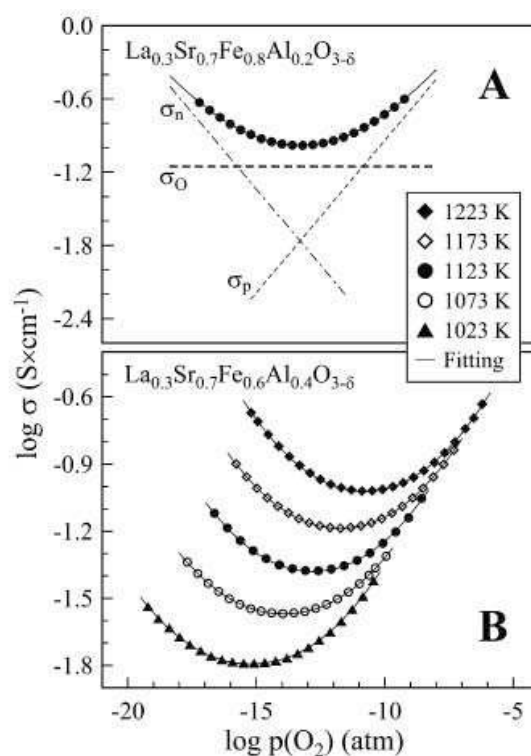 0.0
La₀.₃Sr₀.₇Fe₀.₈Al₀.₂O₃₋δ
A
-0.6
σₙ
-1.2
σ_O
-1.8
σₚ
-2.4
1223 K
1173 K
1123 K
1073 K
1023 K
Fitting
log σ (S×cm⁻¹)
La₀.₃Sr₀.₇Fe₀.₆Al₀.₄O₃₋δ
-0.6
-0.9
-1.2
-1.5
-1.8
B
-20 -15 -10 -5
log p(O₂) (atm)